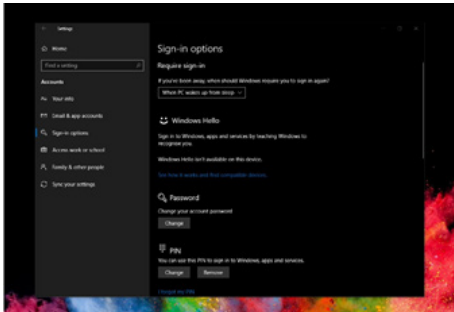 Settings
Home
Find a setting
Accounts
Your info
Email & app accounts
Sign-in options
Access work or school
Family & other people
Sync your settings
Sign-in options
Require sign-in
If you've been away, when should Windows require you to sign in again?
When PC wakes up from sleep
Windows Hello
Sign in to Windows, apps and services by teaching Windows to
recognise you.
Windows Hello isn't available on this device.
See how it works and find compatible devices.
Password
Change your account password
Change
PIN
You can use this PIN to sign in to Windows, apps and services.
Change Remove
I forgot my PIN